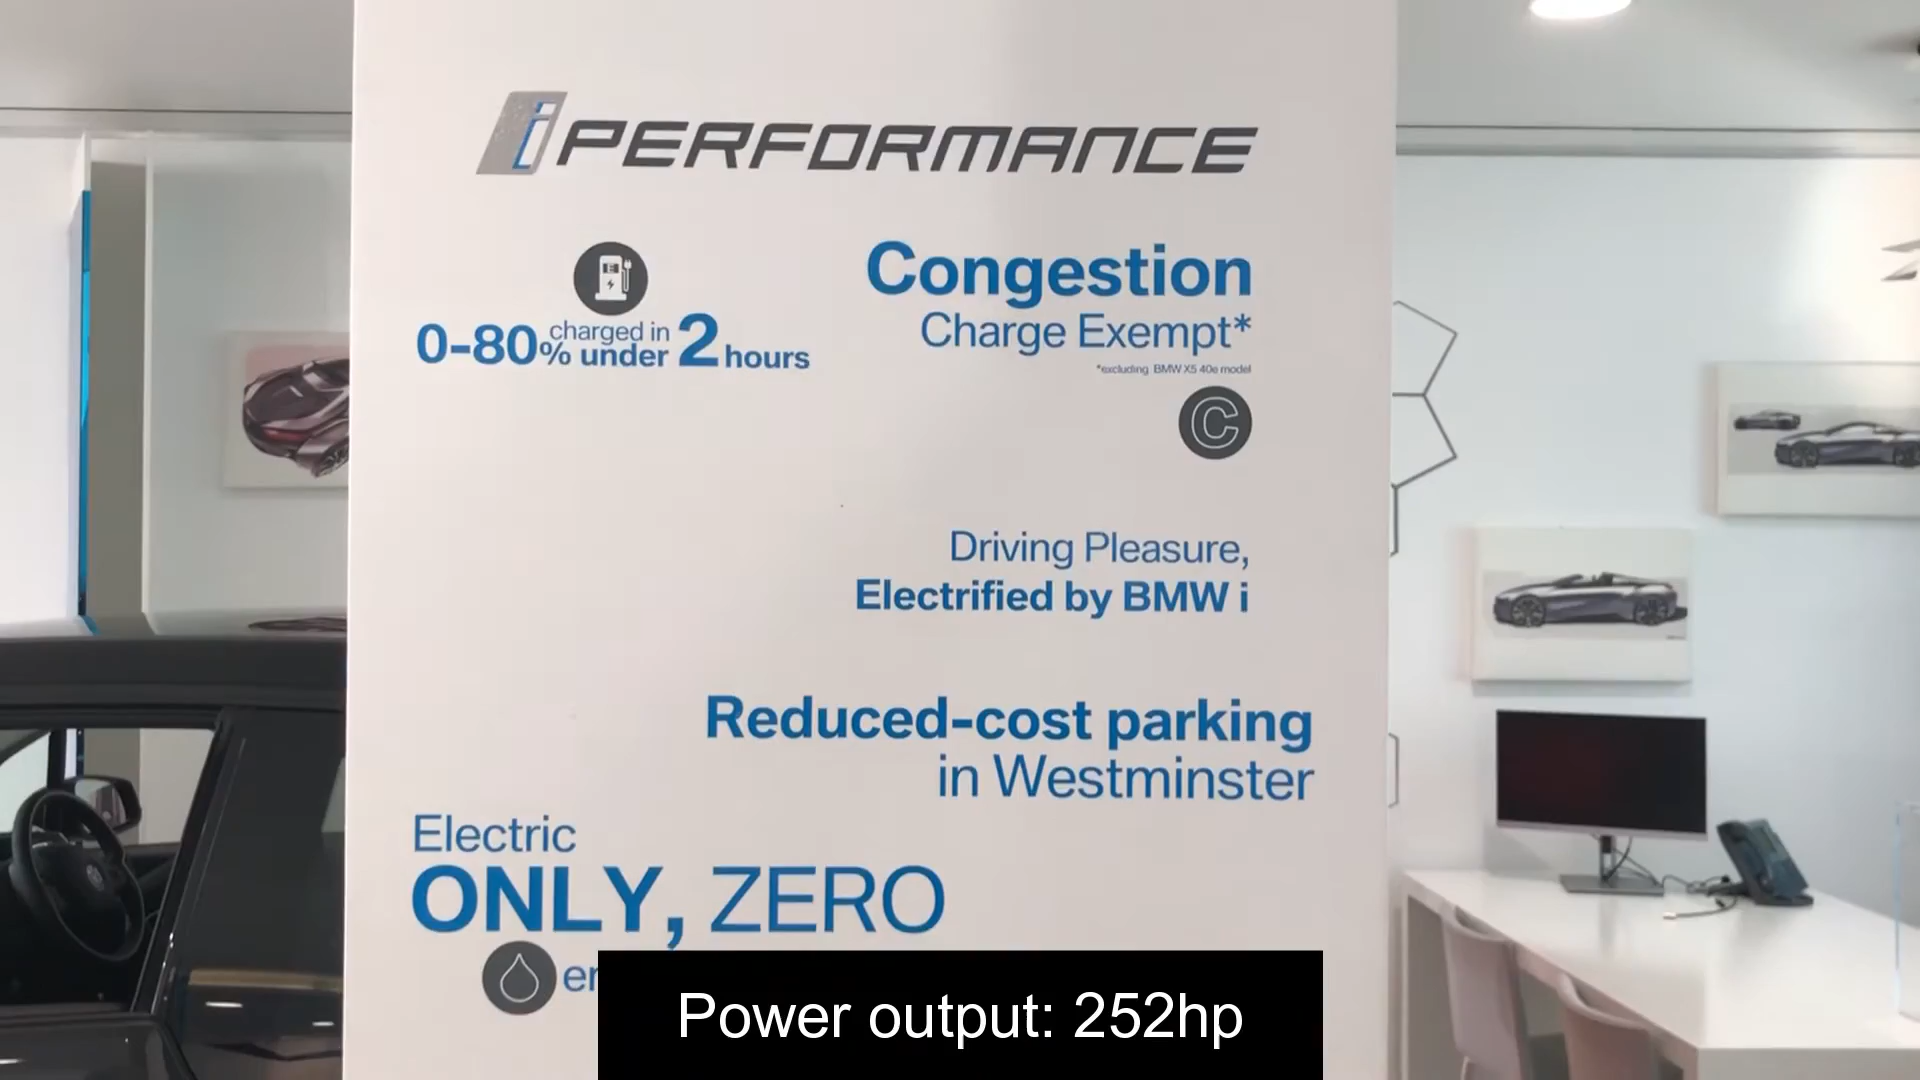 i PERFORMANCE
0-80% charged in under 2 hours
Congestion
Charge Exempt*
*excluding BMW X5 40e model
C
Driving Pleasure,
Electrified by BMW i
Reduced-cost parking
in Westminster
Electric
ONLY, ZERO
Power output: 252hp